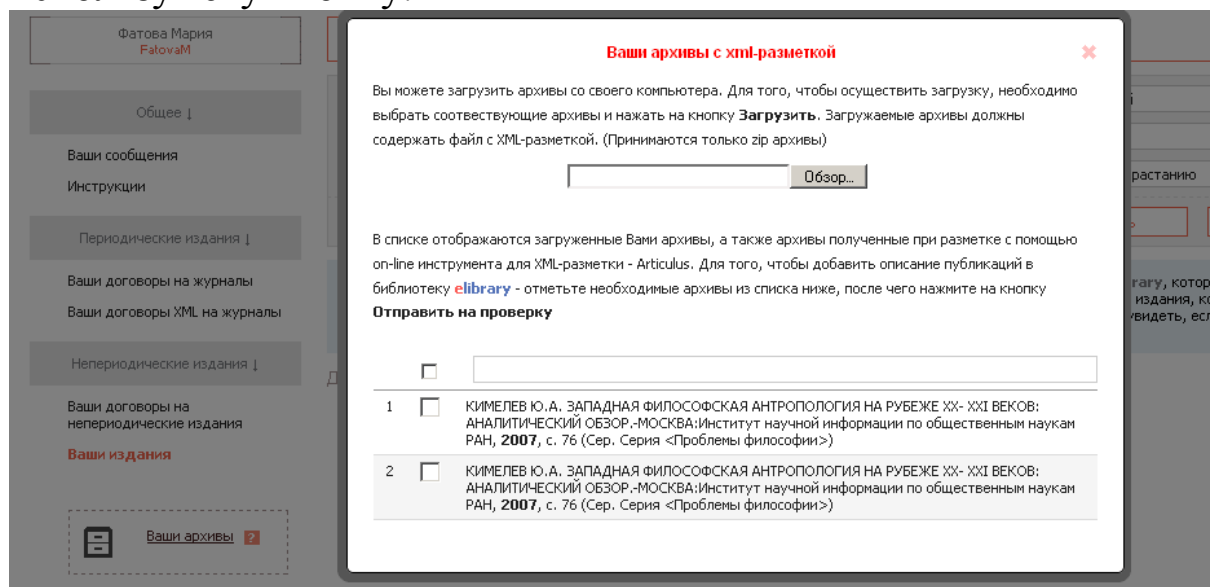 Фатова Мария
FatovaM
Общее ↓
Ваши сообщения
Инструкции
Периодические издания ↓
Ваши договоры на журналы
Ваши договоры XML на журналы
Непериодические издания ↓
Ваши договоры на
непериодические издания
Ваши издания
Ваши архивы ?
Ваши архивы с xml-разметкой
Вы можете загрузить архивы со своего компьютера. Для того, чтобы осуществить загрузку, необходимо
выбрать соотвествующие архивы и нажать на кнопку Загрузить. Загружаемые архивы должны
содержать файл с XML-разметкой. (Принимаются только zip архивы)
Обзор...
В списке отображаются загруженные Вами архивы, а также архивы полученные при разметке с помощью
on-line инструмента для XML-разметки - Articulus. Для того, чтобы добавить описание публикаций в
библиотеку elibrary - отметьте необходимые архивы из списка ниже, после чего нажмите на кнопку
Отправить на проверку
1 КИМЕЛЕВ Ю.А. ЗАПАДНАЯ ФИЛОСОФСКАЯ АНТРОПОЛОГИЯ НА РУБЕЖЕ XX- XXI ВЕКОВ:
АНАЛИТИЧЕСКИЙ ОБЗОР.-МОСКВА:Институт научной информации по общественным наукам
РАН, 2007, с. 76 (Сер. Серия <Проблемы философии>)
2 КИМЕЛЕВ Ю.А. ЗАПАДНАЯ ФИЛОСОФСКАЯ АНТРОПОЛОГИЯ НА РУБЕЖЕ XX- XXI ВЕКОВ:
АНАЛИТИЧЕСКИЙ ОБЗОР.-МОСКВА:Институт научной информации по общественным наукам
РАН, 2007, с. 76 (Сер. Серия <Проблемы философии>)
растанию
rary, котор
издания, ко
увидеть, есл